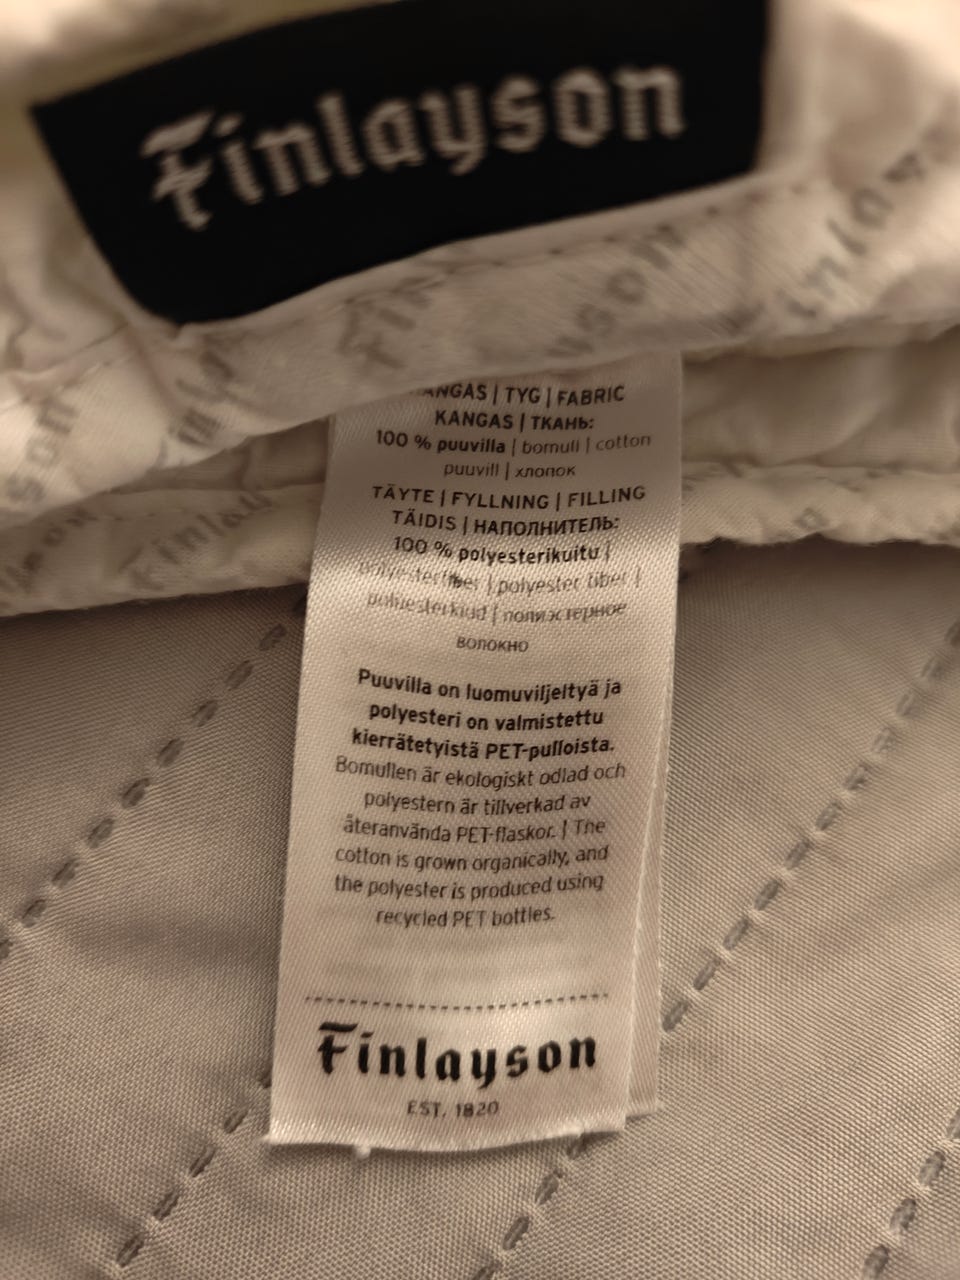 Finlayson
KANGAS | TYG | FABRIC
KANGAS | ТКАНЬ:
100 % puuvilla | bomull | cotton
puuvill | хлопок
TÄYTE | FYLLNING | FILLING
TÄIDIS | НАПОЛНИТЕЛЬ:
100 % polyesterikuitu |
polyesterfiber | polyester fiber |
polüesterkiud | полиэстерное
волокно
Puuvilla on luomuviljeltyä ja
polyesteri on valmistettu
kierrätetyistä PET-pulloista.
Bomullen är ekologiskt odlad och
polyestern är tillverkad av
återanvända PET-flaskor. | The
cotton is grown organically, and
the polyester is produced using
recycled PET bottles.
Finlayson
EST. 1820